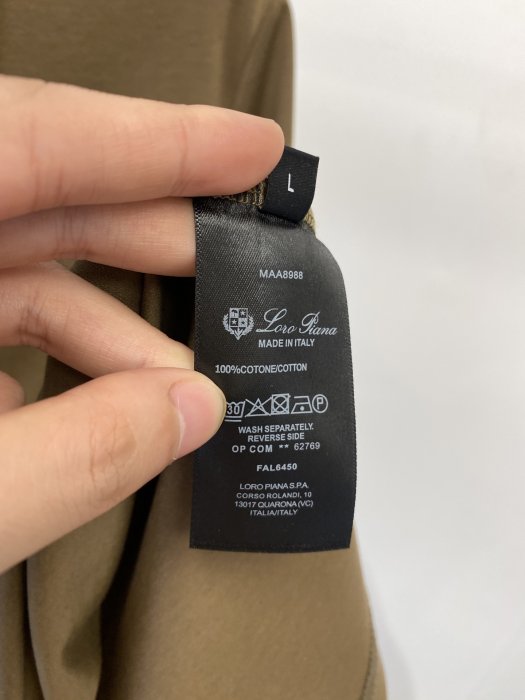 L
MAA8988
Loro Piana
MADE IN ITALY
100%COTONE/COTTON
30 P
WASH SEPARATELY.
REVERSE SIDE
OP COM ** 62769
FAL6450
LORO PIANA S.P.A.
CORSO ROLANDI, 10
13017 QUARONA (VC)
ITALIA/ITALY